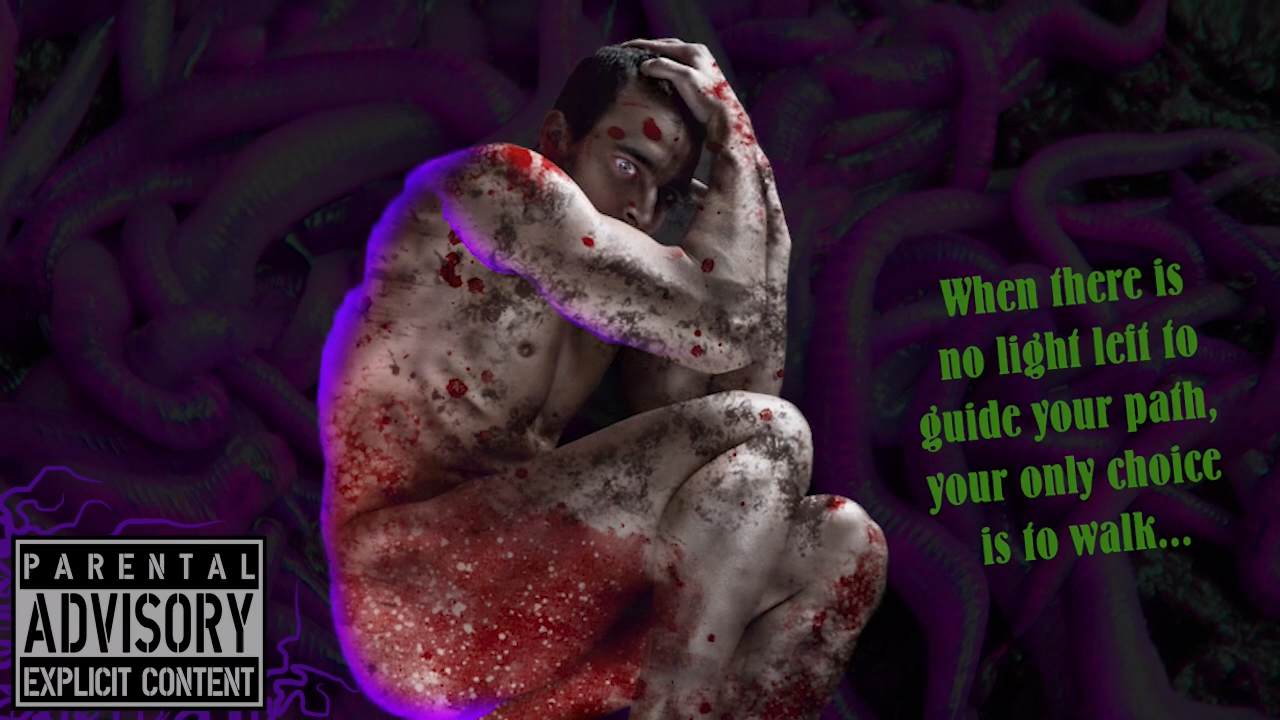 When there is
no light left to
guide your path,
your only choice
is to walk...
PARENTAL
ADVISORY
EXPLICIT CONTENT